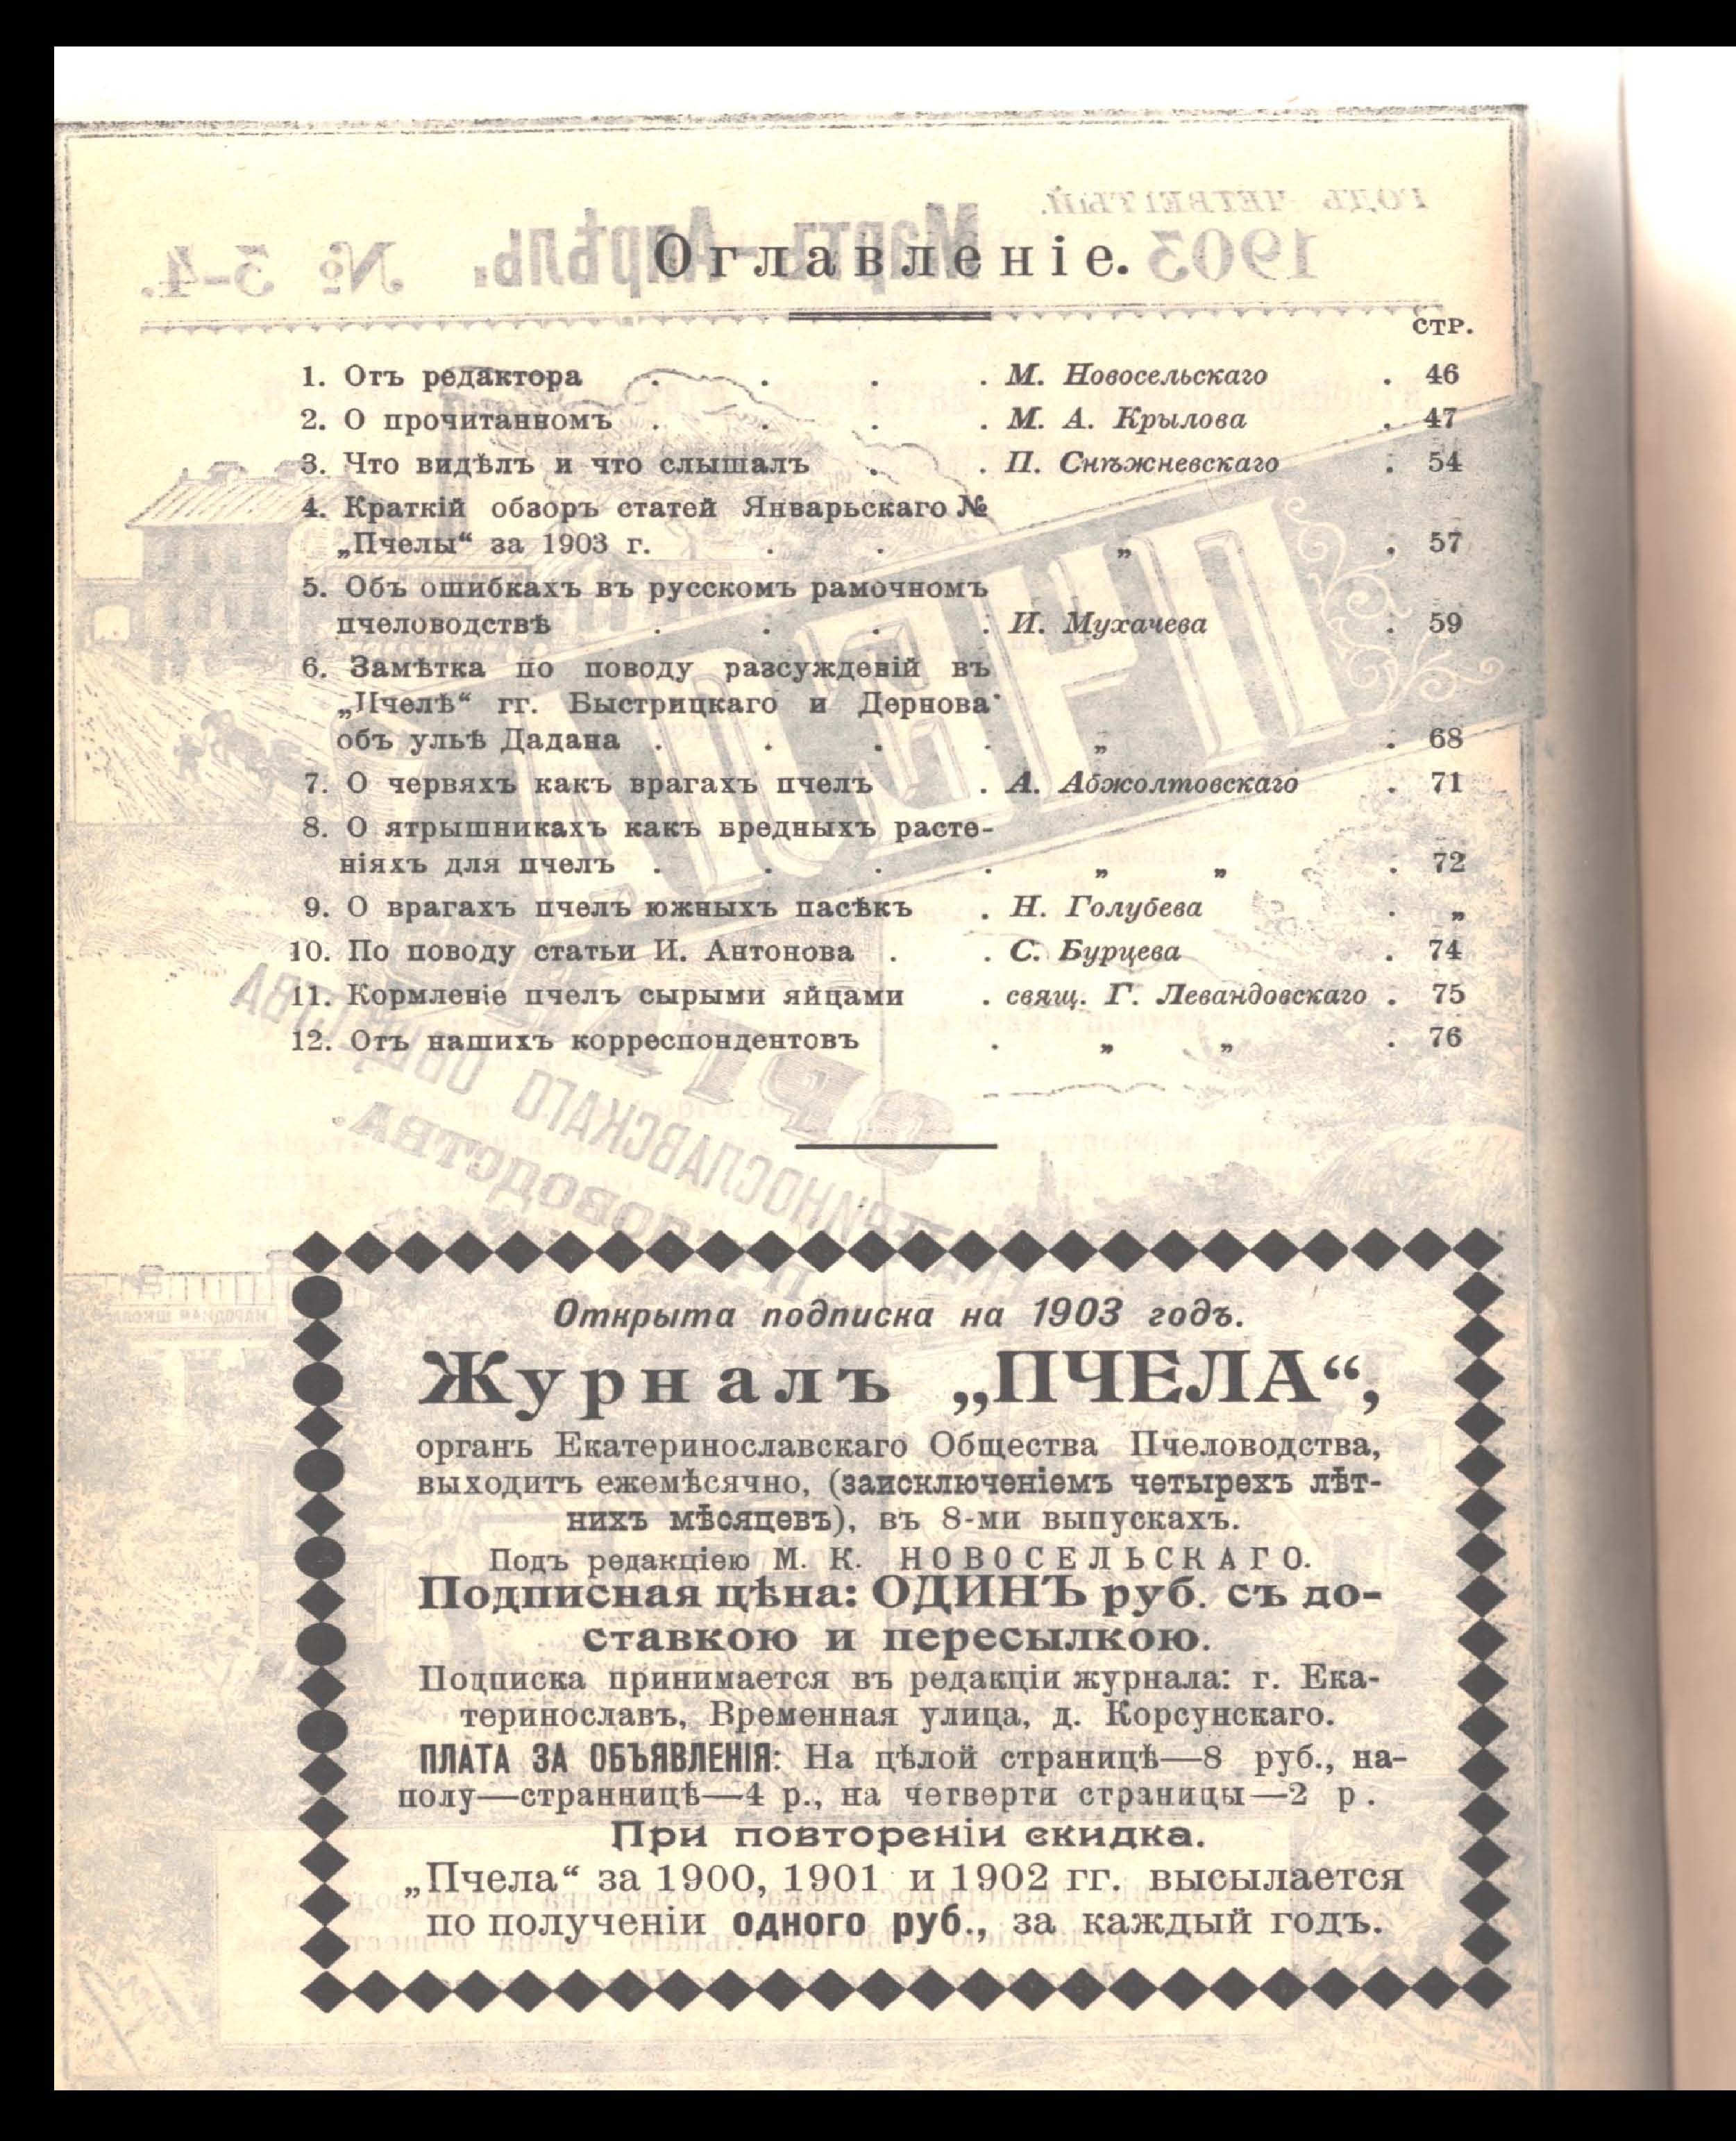 Оглавленіе.
СТР.
1. Отъ редактора . . . . М. Новосельскаго . 46
2. О прочитанномъ . . . . М. А. Крылова . 47
3. Что видѣлъ и что слышалъ . . П. Снѣжневскаго . 54
4. Краткій обзоръ статей Январьскаго №
„Пчелы“ за 1903 г. . . „ . 57
5. Объ ошибкахъ въ русскомъ рамочномъ
пчеловодствѣ . . . . И. Мухачева . 59
6. Замѣтка по поводу разсужденій въ
„Пчелѣ“ гг. Быстрицкаго и Дернова
объ ульѣ Дадана . . . . „ . 68
7. О червяхъ какъ врагахъ пчелъ . А. Абжолтовскаго . 71
8. О ятрышникахъ какъ вредныхъ расте-
ніяхъ для пчелъ . . . . „ „ . 72
9. О врагахъ пчелъ южныхъ пасѣкъ . Н. Голубева . „
10. По поводу статьи И. Антонова . . С. Бурцева . 74
11. Кормленіе пчелъ сырыми яйцами . свящ. Г. Левандовскаго . 75
12. Отъ нашихъ корреспондентовъ . „ „ . 76
Открыта подписка на 1903 годъ.
Журналъ „ПЧЕЛА“,
органъ Екатеринославскаго Общества Пчеловодства,
выходитъ ежемѣсячно, (заисключеніемъ четырехъ лѣт-
нихъ мѣсяцевъ), въ 8-ми выпускахъ.
Подъ редакціею М. К. НОВОСЕЛЬСКАГО.
Подписная цѣна: ОДИНЪ руб. съ до-
ставкою и пересылкою.
Подписка принимается въ редакціи журнала: г. Ека-
теринославъ, Временная улица, д. Корсунскаго.
ПЛАТА ЗА ОБЪЯВЛЕНІЯ: На цѣлой страницѣ—8 руб., на-
полу—странницѣ—4 р., на четверти страницы—2 р.
При повтореніи скидка.
„Пчела“ за 1900, 1901 и 1902 гг. высылается
по полученіи одного руб., за каждый годъ.